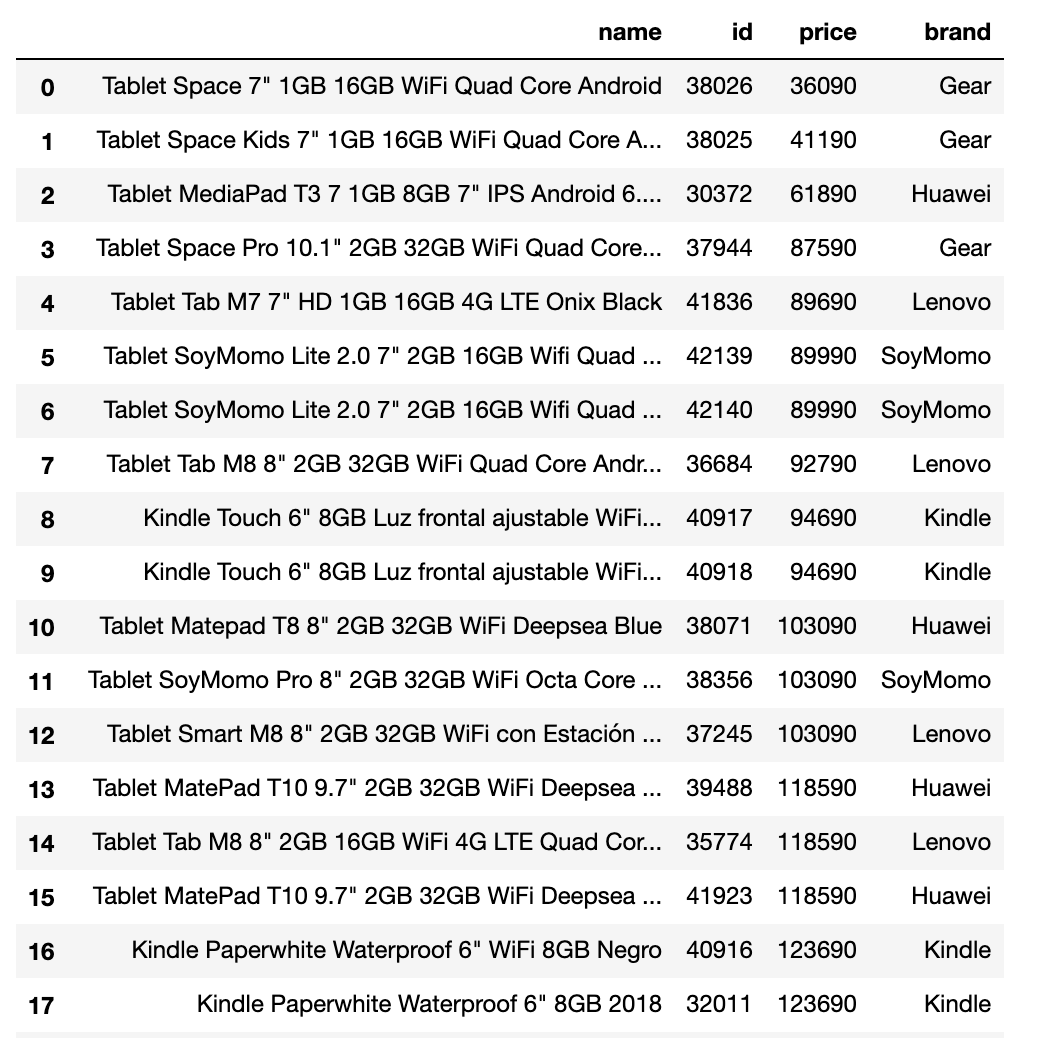 name id price brand
0 Tablet Space 7" 1GB 16GB WiFi Quad Core Android 38026 36090 Gear
1 Tablet Space Kids 7" 1GB 16GB WiFi Quad Core A... 38025 41190 Gear
2 Tablet MediaPad T3 7 1GB 8GB 7" IPS Android 6.... 30372 61890 Huawei
3 Tablet Space Pro 10.1" 2GB 32GB WiFi Quad Core... 37944 87590 Gear
4 Tablet Tab M7 7" HD 1GB 16GB 4G LTE Onix Black 41836 89690 Lenovo
5 Tablet SoyMomo Lite 2.0 7" 2GB 16GB Wifi Quad ... 42139 89990 SoyMomo
6 Tablet SoyMomo Lite 2.0 7" 2GB 16GB Wifi Quad ... 42140 89990 SoyMomo
7 Tablet Tab M8 8" 2GB 32GB WiFi Quad Core Andr... 36684 92790 Lenovo
8 Kindle Touch 6" 8GB Luz frontal ajustable WiFi... 40917 94690 Kindle
9 Kindle Touch 6" 8GB Luz frontal ajustable WiFi... 40918 94690 Kindle
10 Tablet Matepad T8 8" 2GB 32GB WiFi Deepsea Blue 38071 103090 Huawei
11 Tablet SoyMomo Pro 8" 2GB 32GB WiFi Octa Core ... 38356 103090 SoyMomo
12 Tablet Smart M8 8" 2GB 32GB WiFi con Estación ... 37245 103090 Lenovo
13 Tablet MatePad T10 9.7" 2GB 32GB WiFi Deepsea ... 39488 118590 Huawei
14 Tablet Tab M8 8" 2GB 16GB WiFi 4G LTE Quad Cor... 35774 118590 Lenovo
15 Tablet MatePad T10 9.7" 2GB 32GB WiFi Deepsea ... 41923 118590 Huawei
16 Kindle Paperwhite Waterproof 6" WiFi 8GB Negro 40916 123690 Kindle
17 Kindle Paperwhite Waterproof 6" 8GB 2018 32011 123690 Kindle